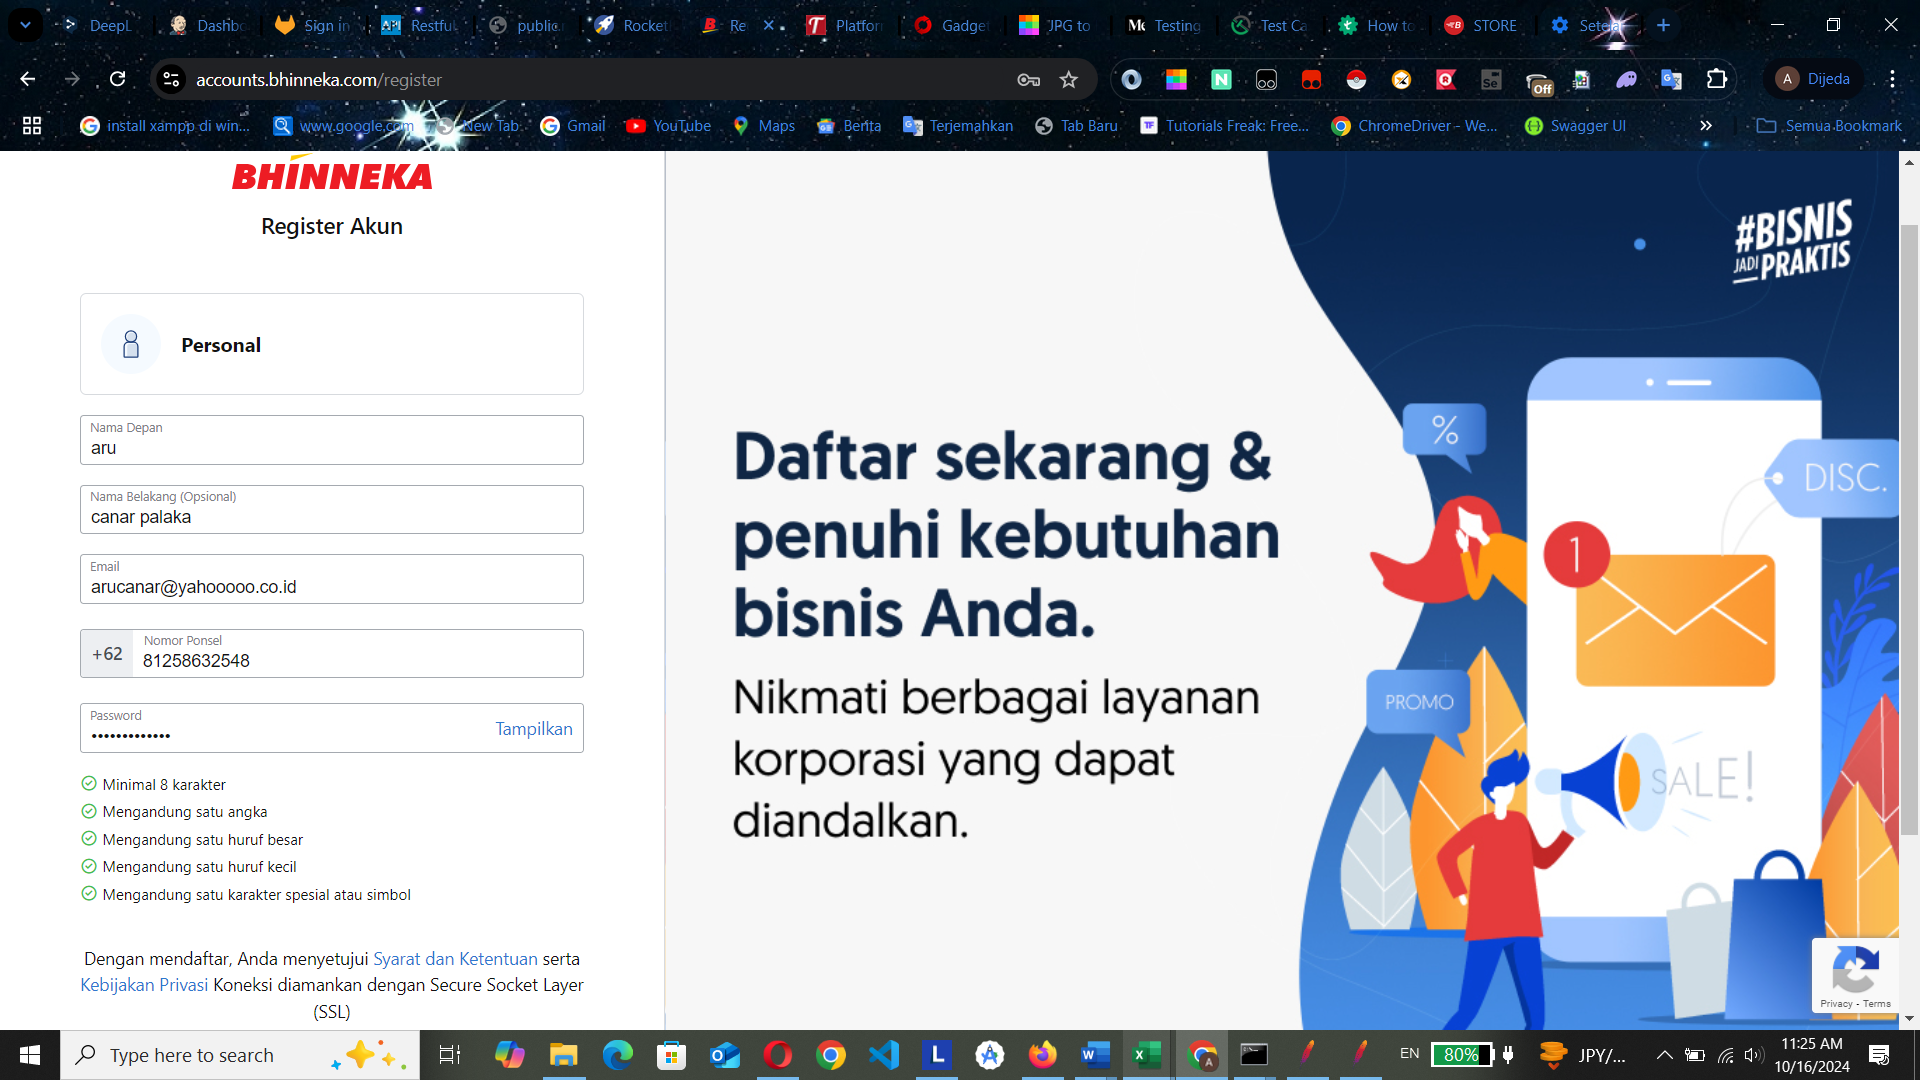 DeepL
Dashbo
Sign in
Restful
public.
Rocket
Re
Platfor
Gadge
JPG to
Testing
Test Ca
How to
STORE
Setela
accounts.bhinneka.com/register
Off
A
Dijeda
install xampp di win...
www.google.com
New Tab
Gmail
YouTube
Maps
Berita
Terjemahkan
Tab Baru
Tutorials Freak: Free...
ChromeDriver - We...
Swagger UI
Semua Bookmark
BHINNEKA
Register Akun
Personal
Nama Depan
aru
Nama Belakang (Opsional)
canar palaka
Email
arucanar@yahooooo.co.id
+62
Nomor Ponsel
81258632548
Password
•••••••••••••
Tampilkan
Minimal 8 karakter
Mengandung satu angka
Mengandung satu huruf besar
Mengandung satu huruf kecil
Mengandung satu karakter spesial atau simbol
Dengan mendaftar, Anda menyetujui Syarat dan Ketentuan serta
Kebijakan Privasi Koneksi diamankan dengan Secure Socket Layer
(SSL)
#BISNIS
JADI PRAKTIS
Daftar sekarang &
penuhi kebutuhan
bisnis Anda.
Nikmati berbagai layanan
korporasi yang dapat
diandalkan.
%
DISC.
1
PROMO
SALE!
Privacy - Terms
Type here to search
EN
80%
JPY/...
11:25 AM
10/16/2024